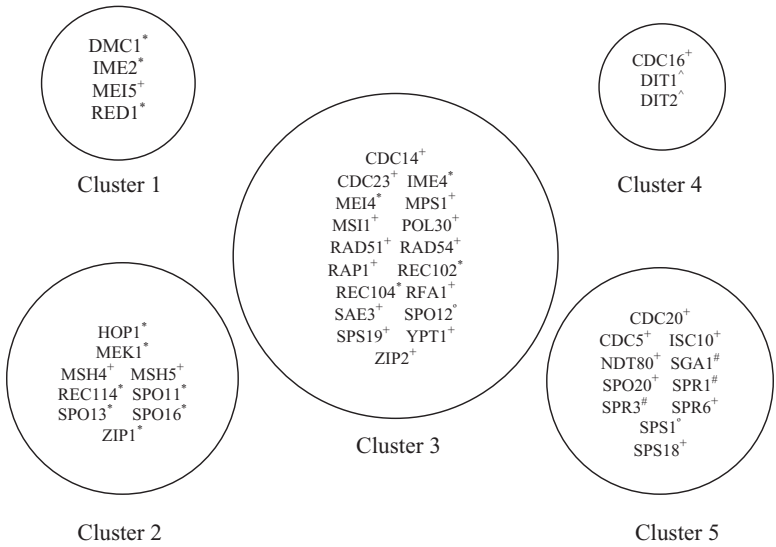 DMC1*
IME2*
MEI5+
RED1*
Cluster 1
CDC16+
DIT1^
DIT2^
Cluster 4
CDC14+
CDC23+ IME4*
MEI4* MPS1+
MSI1+ POL30+
RAD51+ RAD54+
RAP1+ REC102*
REC104* RFA1+
SAE3+ SPO12°
SPS19+ YPT1+
ZIP2+
Cluster 3
HOP1*
MEK1*
MSH4+ MSH5+
REC114* SPO11*
SPO13* SPO16*
ZIP1*
Cluster 2
CDC20+
CDC5+ ISC10+
NDT80+ SGA1#
SPO20+ SPR1#
SPR3# SPR6+
SPS1°
SPS18+
Cluster 5